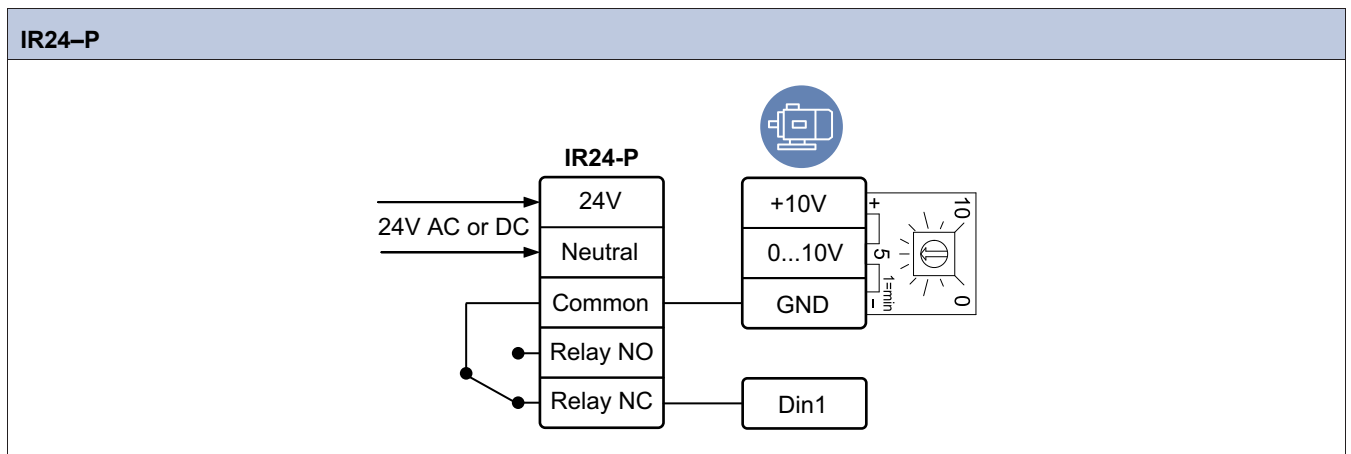 IR24–P
IR24-P
24V AC or DC
24V
Neutral
Common
Relay NO
Relay NC
+10V
0...10V
GND
Din1
+
–
10
5
1=min
0